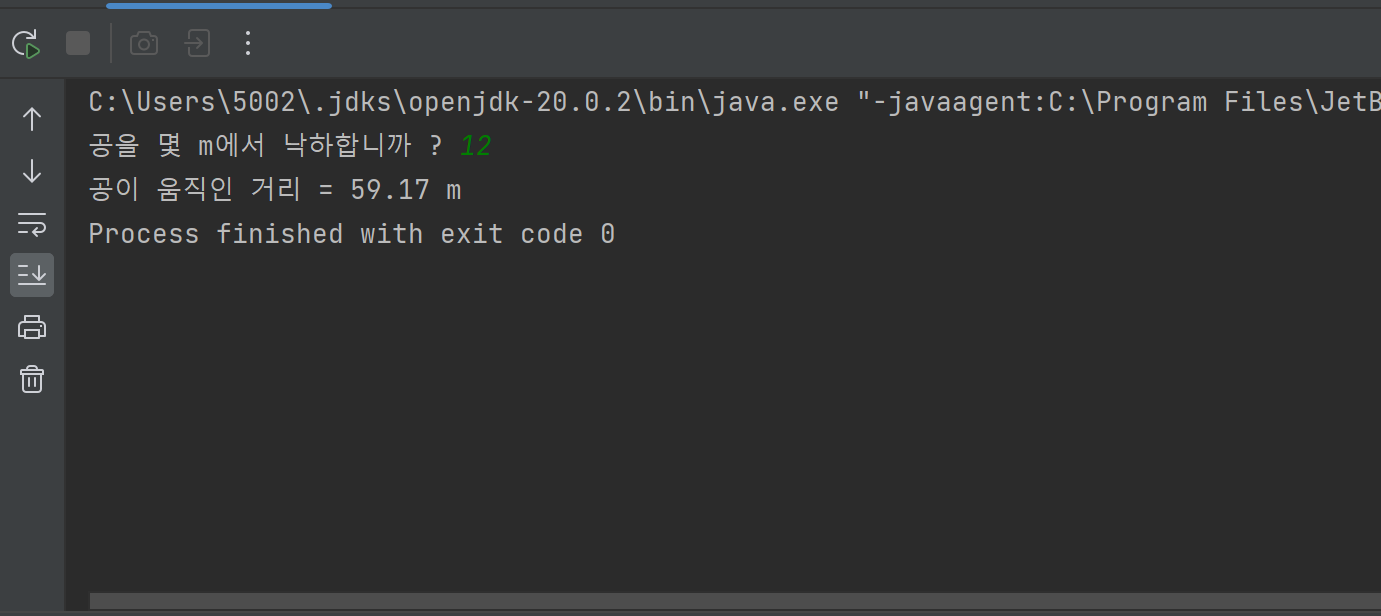 C:\Users\5002\.jdks\openjdk-20.0.2\bin\java.exe "-javaagent:C:\Program Files\JetB
공을 몇 m에서 낙하합니까 ? 12
공이 움직인 거리 = 59.17 m
Process finished with exit code 0